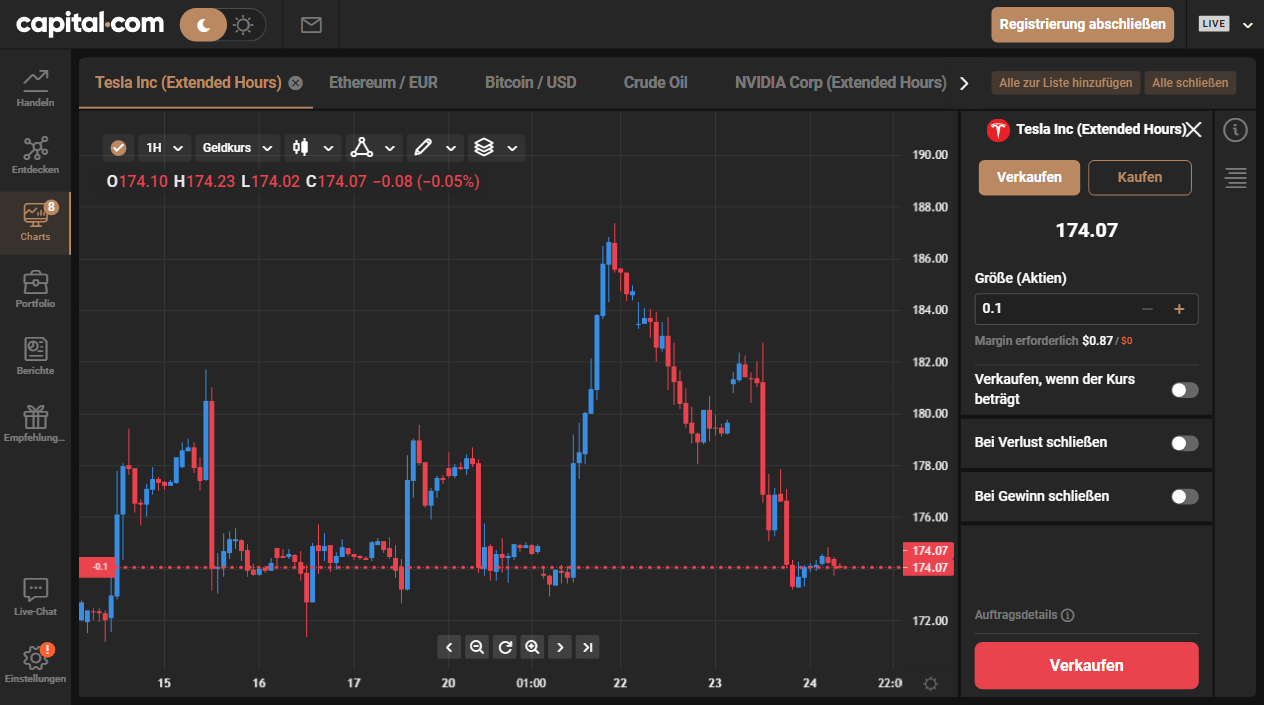 capital.com
Registrierung abschließen
LIVE
Handeln
Entdecken
8
Charts
Portfolio
Berichte
Empfehlung...
Live-Chat
!
Einstellungen
Tesla Inc (Extended Hours)
Ethereum / EUR
Bitcoin / USD
Crude Oil
NVIDIA Corp (Extended Hours)
Alle zur Liste hinzufügen
Alle schließen
1H
Geldkurs
O174.10 H174.23 L174.02 C174.07 −0.08 (−0.05%)
190.00
188.00
186.00
184.00
182.00
180.00
178.00
176.00
174.07
174.07
172.00
-0.1
15
16
17
20
01:00
22
23
24
22:0
Tesla Inc (Extended Hours)
Verkaufen
Kaufen
174.07
Größe (Aktien)
0.1
Margin erforderlich $0.87 / $0
Verkaufen, wenn der Kurs
beträgt
Bei Verlust schließen
Bei Gewinn schließen
Auftragsdetails
Verkaufen